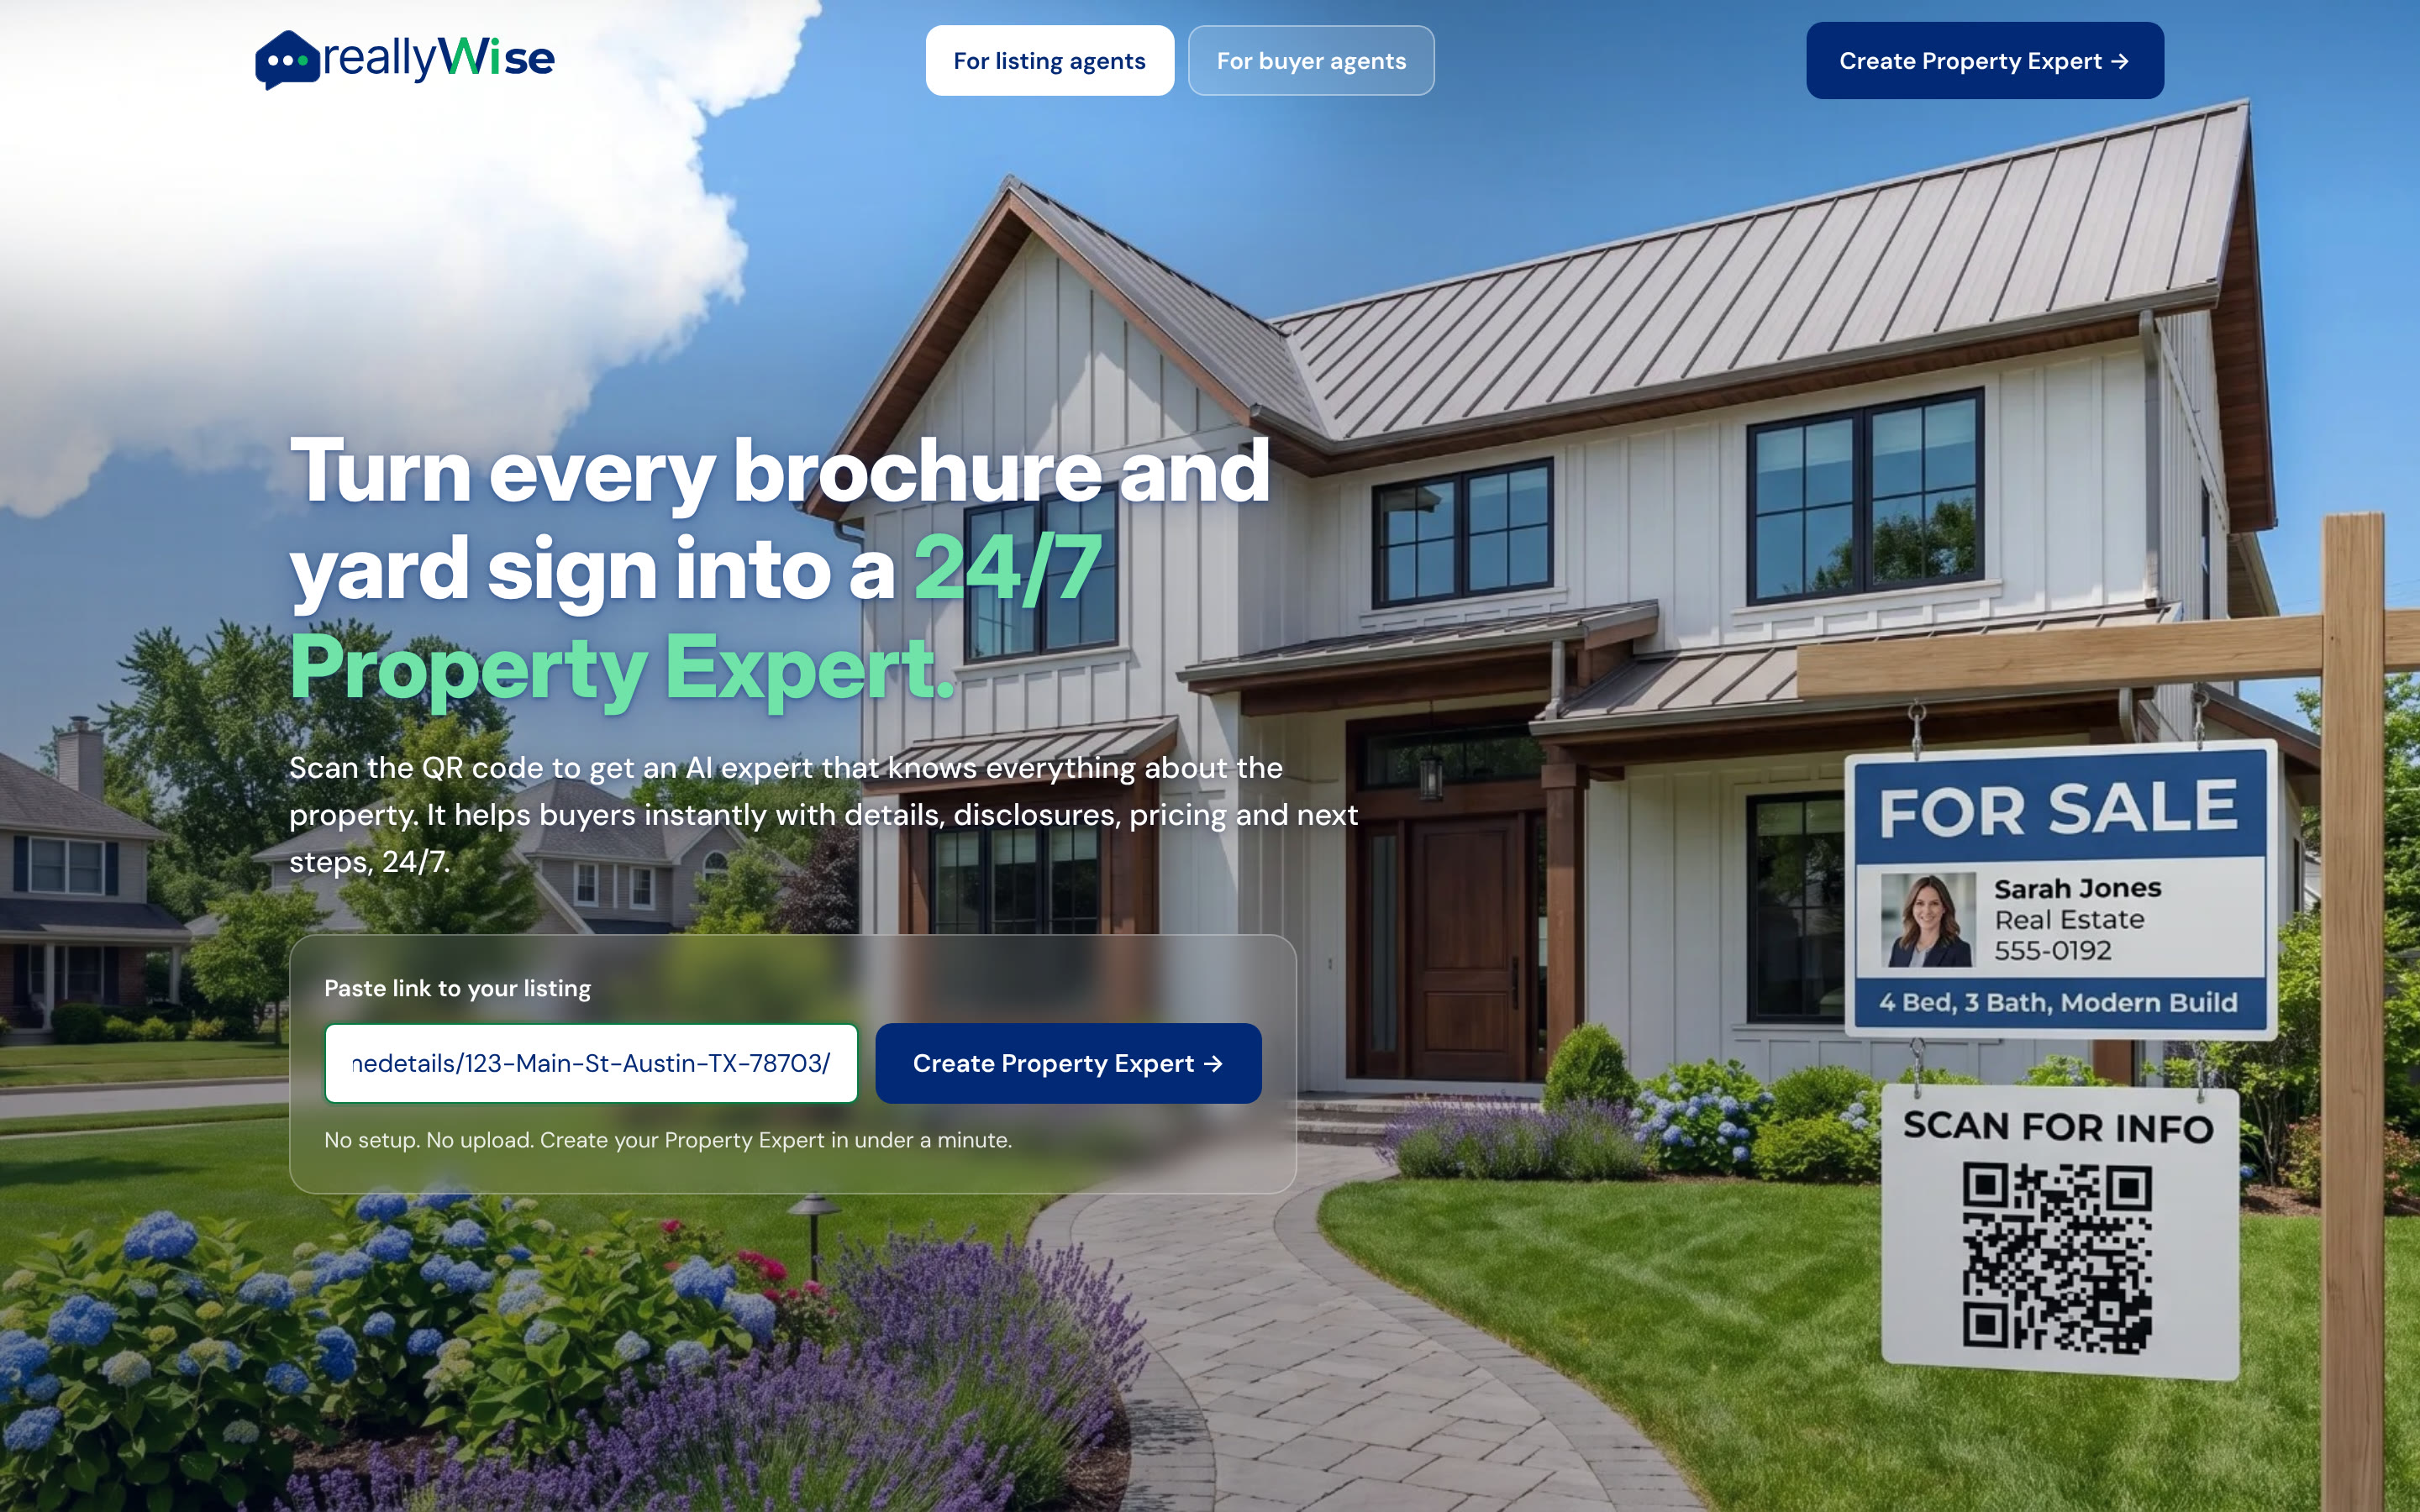 reallyWise
For listing agents
For buyer agents
Create Property Expert →
Turn every brochure and
yard sign into a 24/7
Property Expert.
Scan the QR code to get an AI expert that knows everything about the
property. It helps buyers instantly with details, disclosures, pricing and next
steps, 24/7.
Paste link to your listing
nedetails/123-Main-St-Austin-TX-78703/
Create Property Expert →
No setup. No upload. Create your Property Expert in under a minute.
FOR SALE
Sarah Jones
Real Estate
555-0192
4 Bed, 3 Bath, Modern Build
SCAN FOR INFO